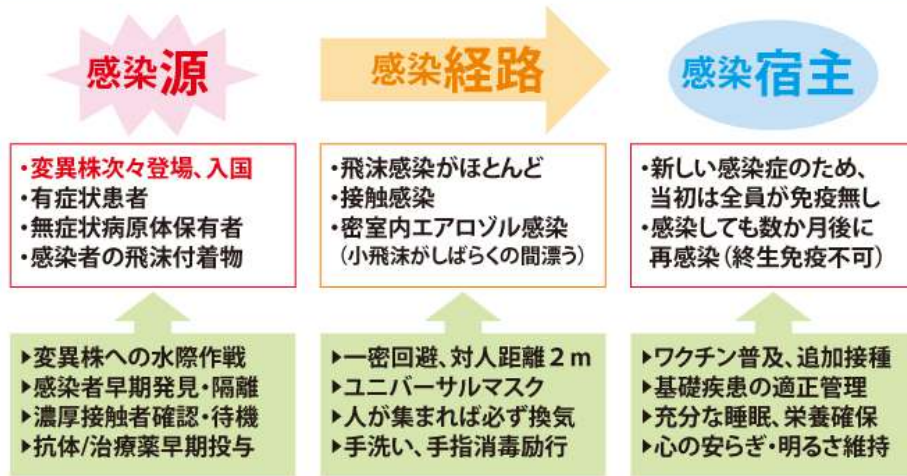 感染源
・変異株次々登場、入国
・有症状患者
・無症状病原体保有者
・感染者の飛沫付着物
▶変異株への水際作戦
▶感染者早期発見・隔離
▶濃厚接触者確認・待機
▶抗体/治療薬早期投与
感染経路
・飛沫感染がほとんど
・接触感染
・密室内エアロゾル感染
(小飛沫がしばらくの間漂う)
▶一密回避、対人距離2m
▶ユニバーサルマスク
▶人が集まれば必ず換気
▶手洗い、手指消毒励行
感染宿主
・新しい感染症のため、
当初は全員が免疫無し
・感染しても数か月後に
再感染(終生免疫不可)
▶ワクチン普及、追加接種
▶基礎疾患の適正管理
▶充分な睡眠、栄養確保
▶心の安らぎ・明るさ維持